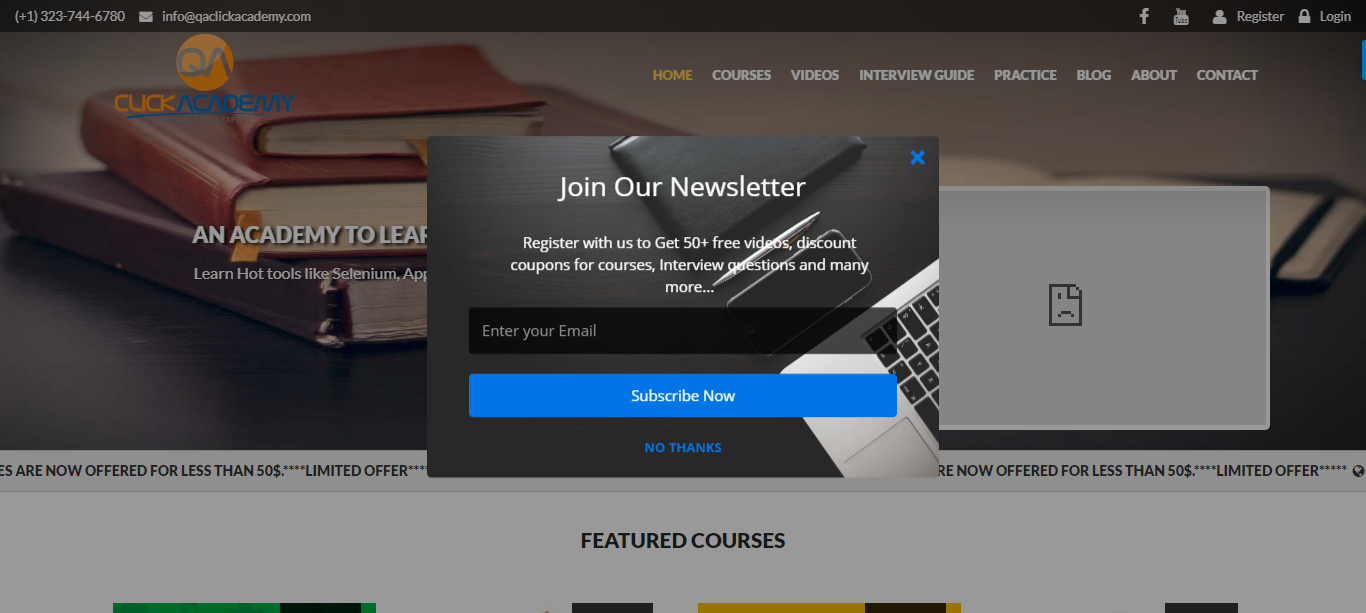 (+1) 323-744-6780 info@qaclickacademy.com Register Login
QA
CLICKACADEMY
HOME COURSES VIDEOS INTERVIEW GUIDE PRACTICE BLOG ABOUT CONTACT
Join Our Newsletter
AN ACADEMY TO LEAR
Learn Hot tools like Selenium, App
Register with us to Get 50+ free videos, discount
coupons for courses, Interview questions and many
more...
Enter your Email
Subscribe Now
NO THANKS
ES ARE NOW OFFERED FOR LESS THAN 50$.****LIMITED OFFER**** RE NOW OFFERED FOR LESS THAN 50$.****LIMITED OFFER*****
FEATURED COURSES